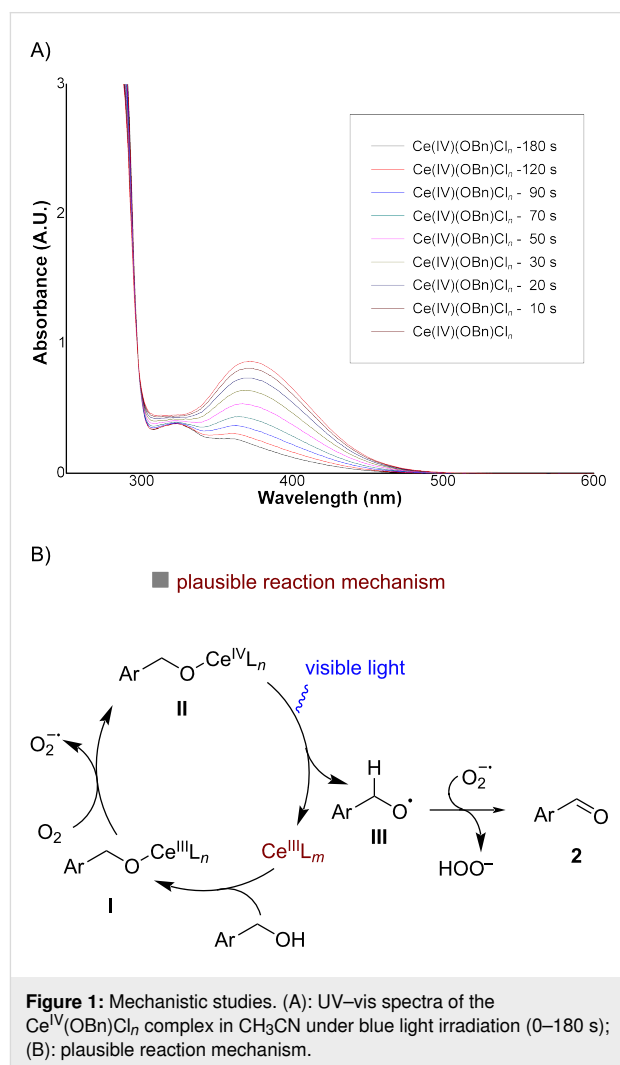 A)
3
2
1
0
Absorbance (A.U.)
Ce(IV)(OBn)Clₙ -180 s
Ce(IV)(OBn)Clₙ -120 s
Ce(IV)(OBn)Clₙ - 90 s
Ce(IV)(OBn)Clₙ - 70 s
Ce(IV)(OBn)Clₙ - 50 s
Ce(IV)(OBn)Clₙ - 30 s
Ce(IV)(OBn)Clₙ - 20 s
Ce(IV)(OBn)Clₙ - 10 s
Ce(IV)(OBn)Clₙ
300 400 500 600
Wavelength (nm)
B)
plausible reaction mechanism
Ar O CeᴵⱽLₙ
II
visible light
O₂⁻•
O₂
Ar O CeᴵᴵᴵLₙ
I
CeᴵᴵᴵLₘ
Ar OH
H
Ar O•
III
O₂⁻•
HOO⁻
Ar O
2
Figure 1: Mechanistic studies. (A): UV–vis spectra of the
Ceᴵⱽ(OBn)Clₙ complex in CH₃CN under blue light irradiation (0–180 s);
(B): plausible reaction mechanism.